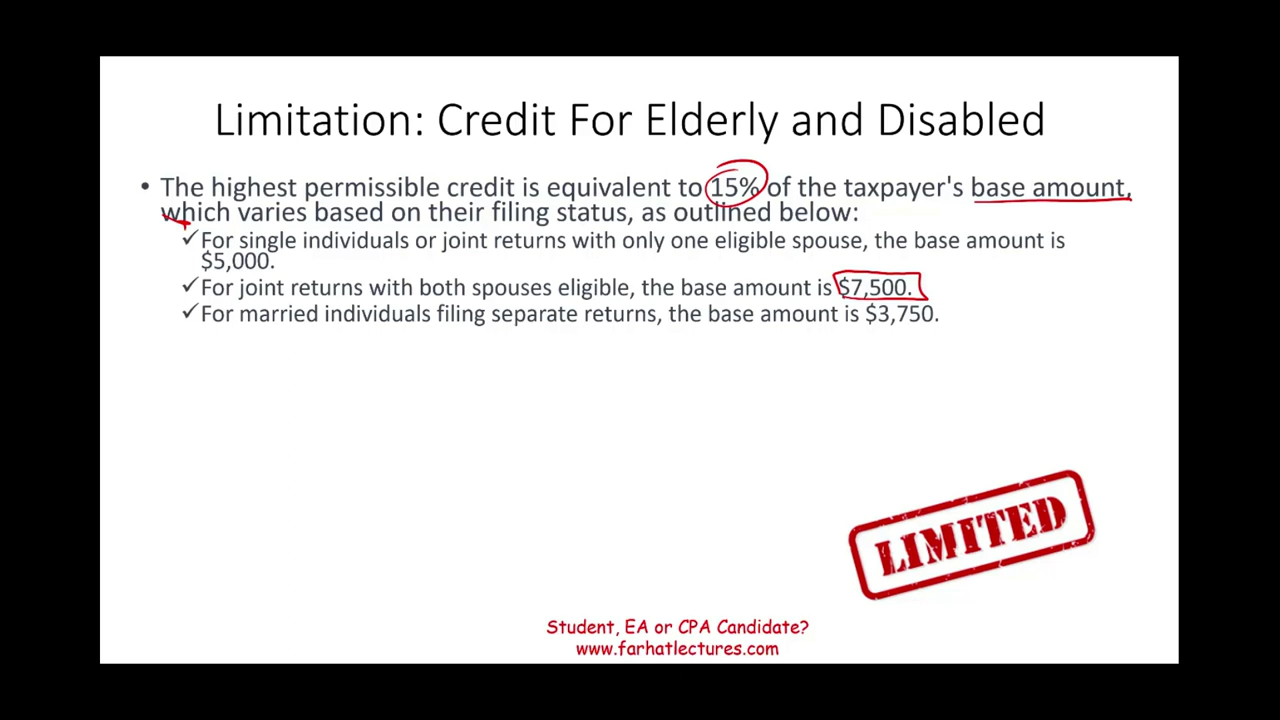 Limitation: Credit For Elderly and Disabled
• The highest permissible credit is equivalent to 15% of the taxpayer's base amount,
which varies based on their filing status, as outlined below:
✓For single individuals or joint returns with only one eligible spouse, the base amount is
$5,000.
✓For joint returns with both spouses eligible, the base amount is $7,500.
✓For married individuals filing separate returns, the base amount is $3,750.
LIMITED
Student, EA or CPA Candidate?
www.farhatlectures.com